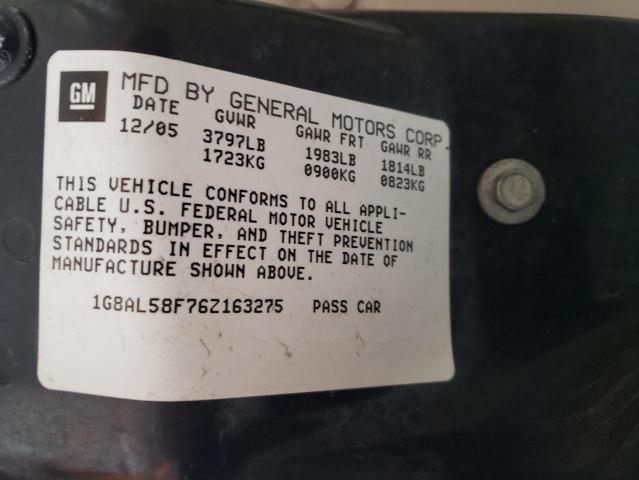 GM MFD BY GENERAL MOTORS CORP.
DATE GVWR GAWR FRT GAWR RR
12/05 3797LB 1983LB 1814LB
1723KG 0900KG 0823KG
THIS VEHICLE CONFORMS TO ALL APPLI-
CABLE U.S. FEDERAL MOTOR VEHICLE
SAFETY, BUMPER, AND THEFT PREVENTION
STANDARDS IN EFFECT ON THE DATE OF
MANUFACTURE SHOWN ABOVE.
1G8AL58F76Z163275 PASS CAR